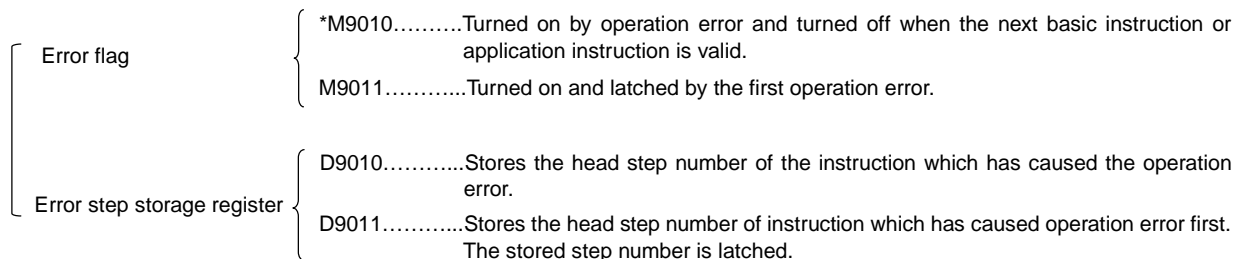 *M9010……….Turned on by operation error and turned off when the next basic instruction or
application instruction is valid.
Error flag
M9011………...Turned on and latched by the first operation error.
D9010………...Stores the head step number of the instruction which has caused the operation
error.
Error step storage register
D9011………...Stores the head step number of instruction which has caused operation error first.
The stored step number is latched.